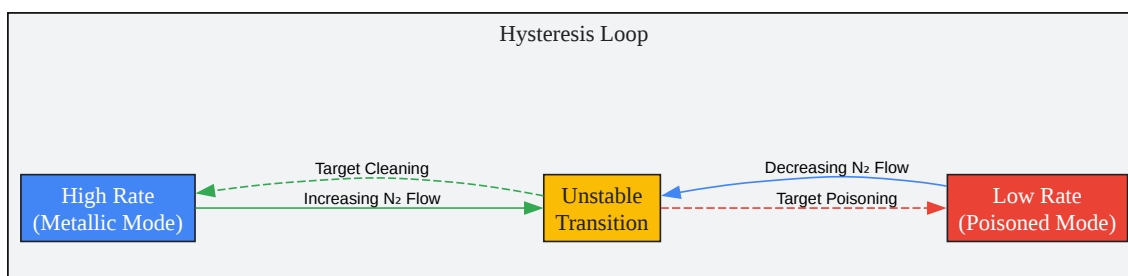 Hysteresis Loop
Target Cleaning
Decreasing N₂ Flow
High Rate
(Metallic Mode)
Increasing N₂ Flow
Unstable
Transition
Target Poisoning
Low Rate
(Poisoned Mode)